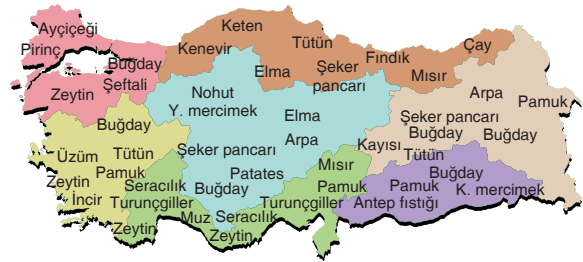 Ayçiçeği
Pirinç
Buğday
Şeftali
Zeytin
Keten
Kenevir
Tütün
Elma
Şeker
pancarı
Fındık
Mısır
Çay
Nohut
Y. mercimek
Elma
Arpa
Şeker pancarı
Patates
Buğday
Arpa
Pamuk
Şeker pancarı
Buğday
Buğday
Kayısı
Tütün
Buğday
Üzüm
Tütün
Zeytin
Pamuk
İncir
Seracılık
Turunçgiller
Zeytin
Muz
Seracılık
Zeytin
Turunçgiller
Mısır
Pamuk
Buğday
Pamuk
K. mercimek
Antep fıstığı